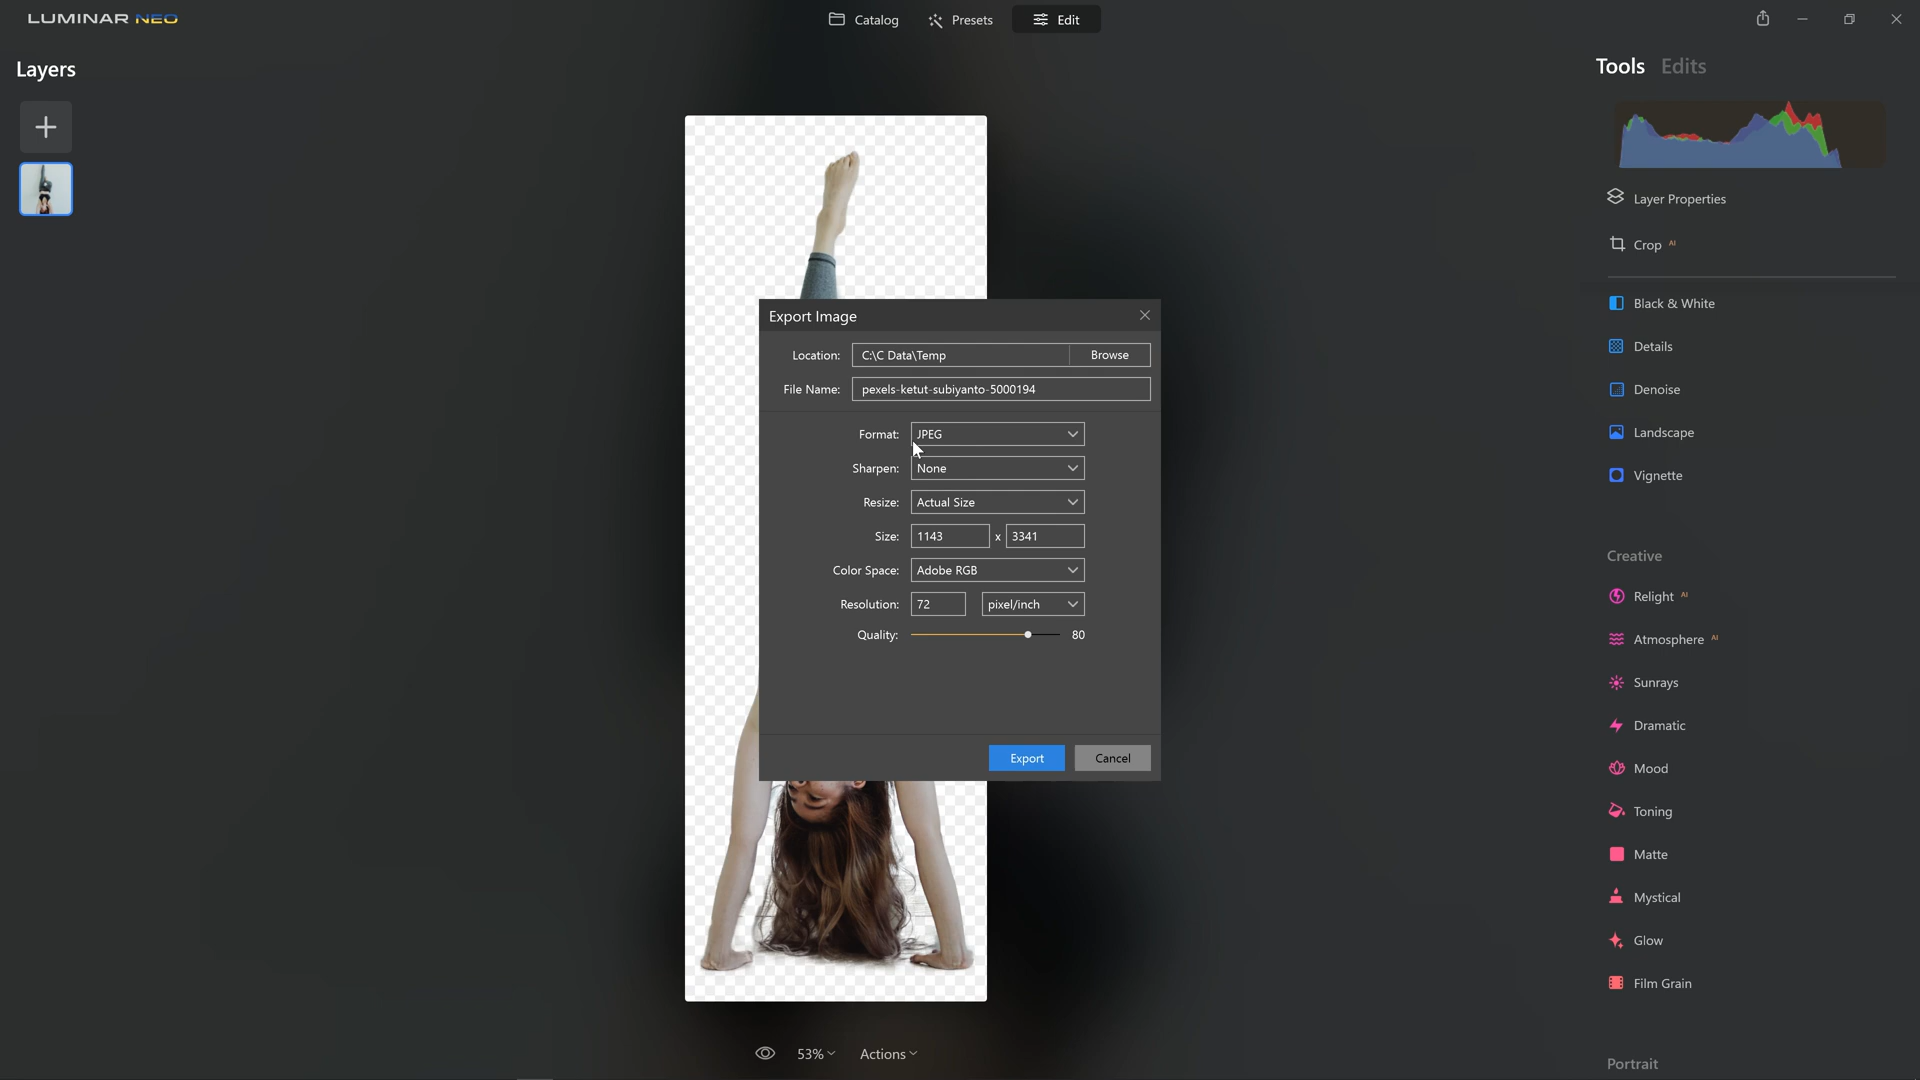 LUMINAR NEO
Catalog
Presets
Edit
Layers
Tools Edits
Layer Properties
Crop AI
Black & White
Details
Denoise
Landscape
Vignette
Creative
Relight AI
Atmosphere AI
Sunrays
Dramatic
Mood
Toning
Matte
Mystical
Glow
Film Grain
Portrait
Export Image
Location: C:\C Data\Temp Browse
File Name: pexels-ketut-subiyanto-5000194
Format: JPEG
Sharpen: None
Resize: Actual Size
Size: 1143 x 3341
Color Space: Adobe RGB
Resolution: 72 pixel/inch
Quality: 80
Export Cancel
53% Actions